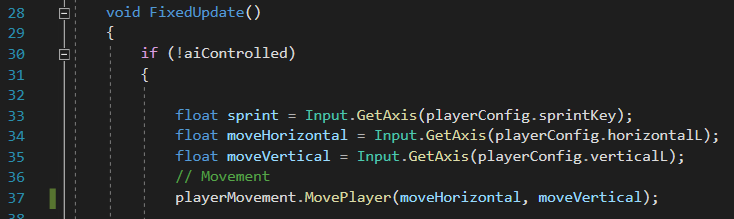 28 void FixedUpdate()
29 {
30 if (!aiControlled)
31 {
32
33 float sprint = Input.GetAxis(playerConfig.sprintKey);
34 float moveHorizontal = Input.GetAxis(playerConfig.horizontalL);
35 float moveVertical = Input.GetAxis(playerConfig.verticalL);
36 // Movement
37 playerMovement.MovePlayer(moveHorizontal, moveVertical);
38